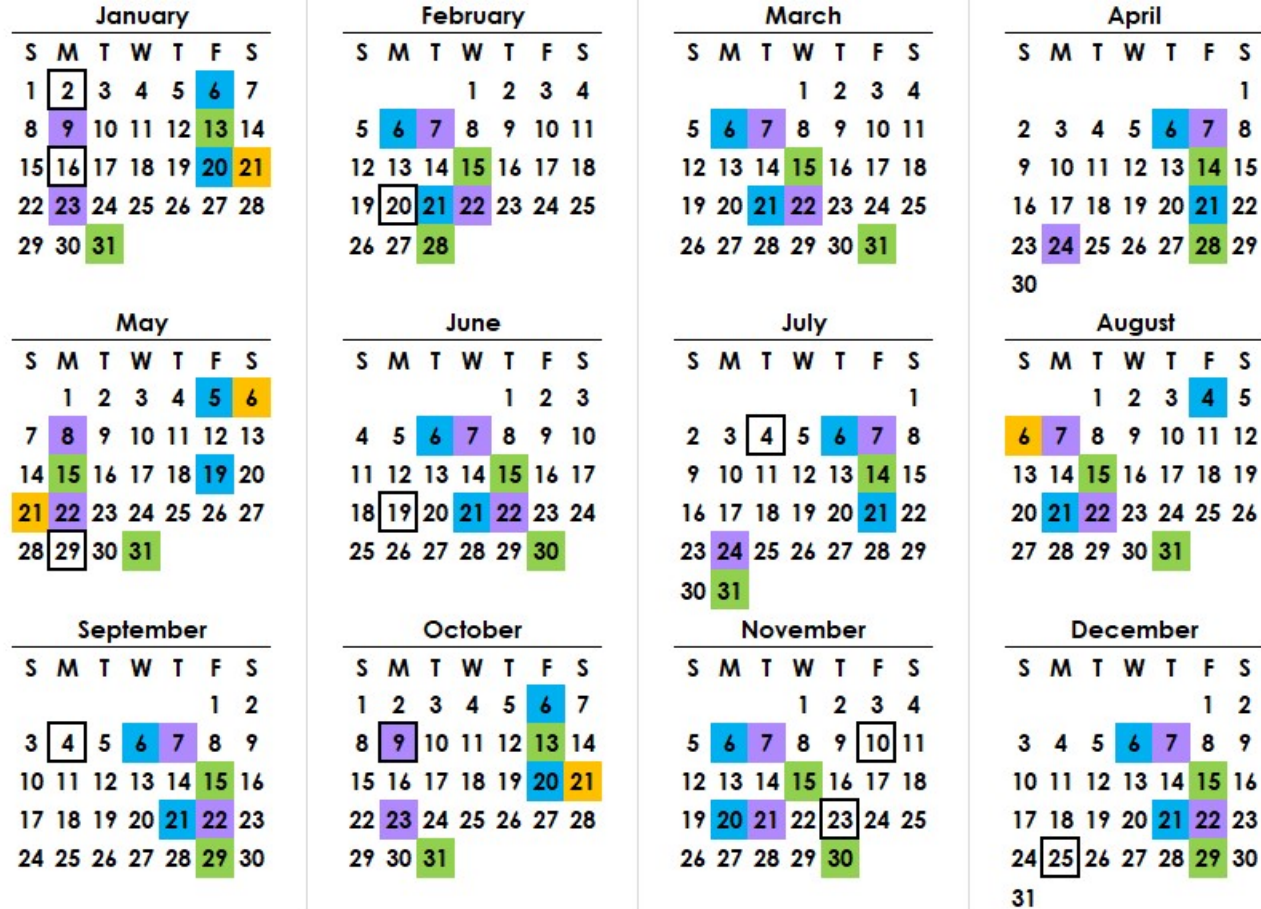 January
S M T W T F S
1 2 3 4 5 6 7
8 9 10 11 12 13 14
15 16 17 18 19 20 21
22 23 24 25 26 27 28
29 30 31
February
S M T W T F S
1 2 3 4
5 6 7 8 9 10 11
12 13 14 15 16 17 18
19 20 21 22 23 24 25
26 27 28
March
S M T W T F S
1 2 3 4
5 6 7 8 9 10 11
12 13 14 15 16 17 18
19 20 21 22 23 24 25
26 27 28 29 30 31
April
S M T W T F S
1
2 3 4 5 6 7 8
9 10 11 12 13 14 15
16 17 18 19 20 21 22
23 24 25 26 27 28 29
30
May
S M T W T F S
1 2 3 4 5 6
7 8 9 10 11 12 13
14 15 16 17 18 19 20
21 22 23 24 25 26 27
28 29 30 31
June
S M T W T F S
1 2 3
4 5 6 7 8 9 10
11 12 13 14 15 16 17
18 19 20 21 22 23 24
25 26 27 28 29 30
July
S M T W T F S
1
2 3 4 5 6 7 8
9 10 11 12 13 14 15
16 17 18 19 20 21 22
23 24 25 26 27 28 29
30 31
August
S M T W T F S
1 2 3 4 5
6 7 8 9 10 11 12
13 14 15 16 17 18 19
20 21 22 23 24 25 26
27 28 29 30 31
September
S M T W T F S
1 2
3 4 5 6 7 8 9
10 11 12 13 14 15 16
17 18 19 20 21 22 23
24 25 26 27 28 29 30
October
S M T W T F S
1 2 3 4 5 6 7
8 9 10 11 12 13 14
15 16 17 18 19 20 21
22 23 24 25 26 27 28
29 30 31
November
S M T W T F S
1 2 3 4
5 6 7 8 9 10 11
12 13 14 15 16 17 18
19 20 21 22 23 24 25
26 27 28 29 30
December
S M T W T F S
1 2
3 4 5 6 7 8 9
10 11 12 13 14 15 16
17 18 19 20 21 22 23
24 25 26 27 28 29 30
31